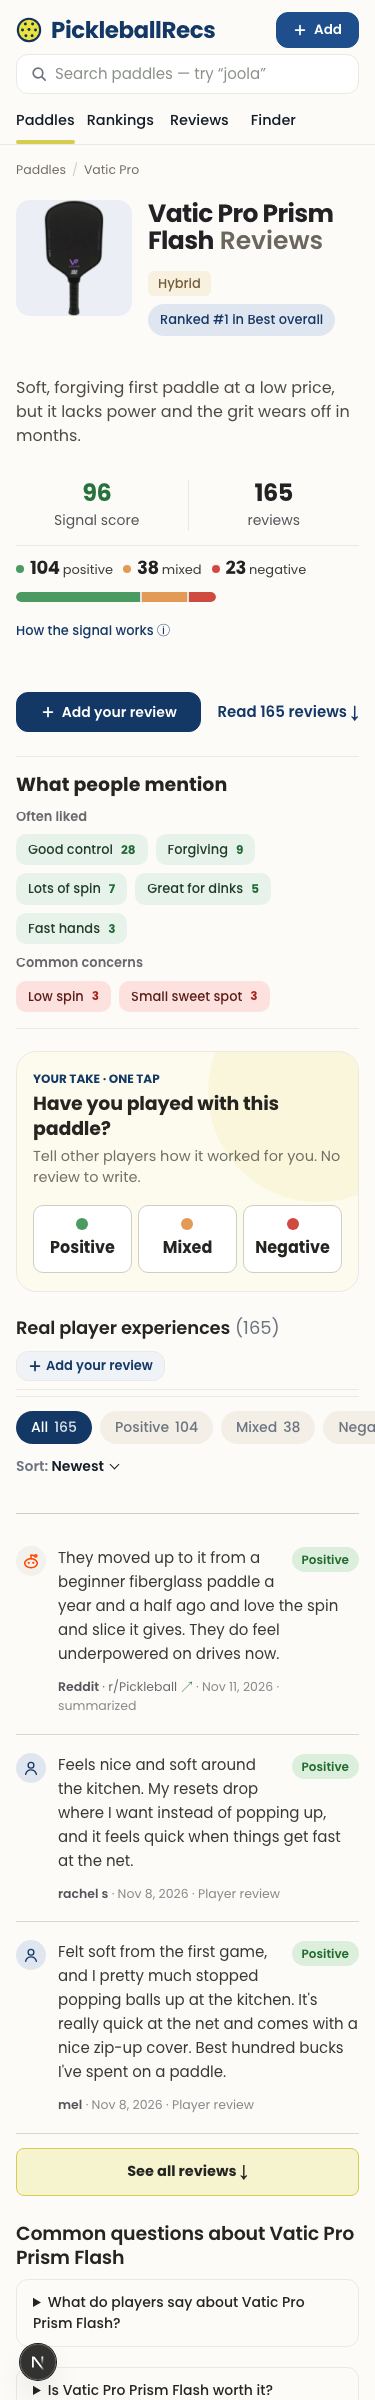 PickleballRecs
+ Add
Search paddles — try “joola”
Paddles Rankings Reviews Finder
Paddles / Vatic Pro
Vatic Pro Prism
Flash Reviews
Hybrid
Ranked #1 in Best overall
Soft, forgiving first paddle at a low price,
but it lacks power and the grit wears off in
months.
96
Signal score
165
reviews
104 positive 38 mixed 23 negative
How the signal works ⓘ
+ Add your review
Read 165 reviews ↓
What people mention
Often liked
Good control 28
Forgiving 9
Lots of spin 7
Great for dinks 5
Fast hands 3
Common concerns
Low spin 3
Small sweet spot 3
YOUR TAKE · ONE TAP
Have you played with this
paddle?
Tell other players how it worked for you. No
review to write.
Positive
Mixed
Negative
Real player experiences (165)
+ Add your review
All 165
Positive 104
Mixed 38
Nega
Sort: Newest
They moved up to it from a
beginner fiberglass paddle a
year and a half ago and love the spin
and slice it gives. They do feel
underpowered on drives now.
Positive
Reddit · r/Pickleball ↗ · Nov 11, 2026 ·
summarized
Feels nice and soft around
the kitchen. My resets drop
where I want instead of popping up,
and it feels quick when things get fast
at the net.
Positive
rachel s · Nov 8, 2026 · Player review
Felt soft from the first game,
and I pretty much stopped
popping balls up at the kitchen. It's
really quick at the net and comes with a
nice zip-up cover. Best hundred bucks
I've spent on a paddle.
Positive
mel · Nov 8, 2026 · Player review
See all reviews ↓
Common questions about Vatic Pro
Prism Flash
▶ What do players say about Vatic Pro
Prism Flash?
N
▶ Is Vatic Pro Prism Flash worth it?